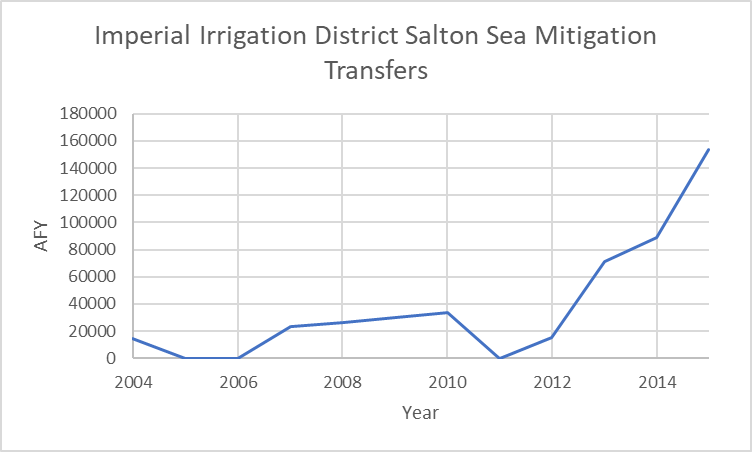 Imperial Irrigation District Salton Sea Mitigation
Transfers
180000
160000
140000
120000
100000
80000
60000
40000
20000
0
AFY
2004 2006 2008 2010 2012 2014
Year